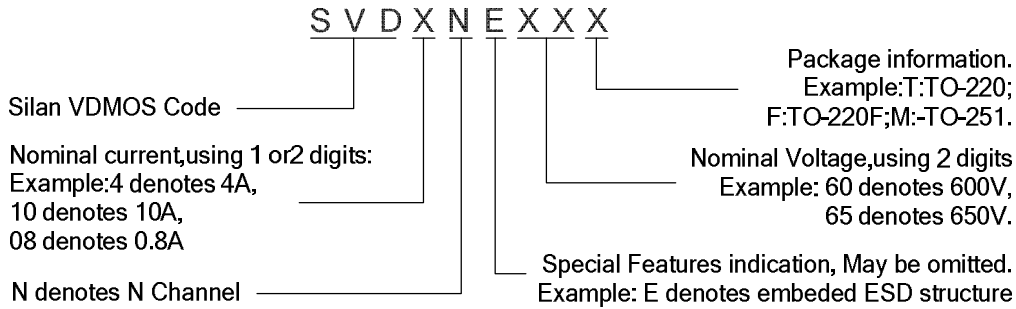 S V D X N E X X X
Silan VDMOS Code
Nominal current,using 1 or2 digits:
Example:4 denotes 4A,
10 denotes 10A,
08 denotes 0.8A
N denotes N Channel
Package information.
Example:T:TO-220;
F:TO-220F;M:-TO-251.
Nominal Voltage,using 2 digits
Example: 60 denotes 600V,
65 denotes 650V.
Special Features indication, May be omitted.
Example: E denotes embeded ESD structure